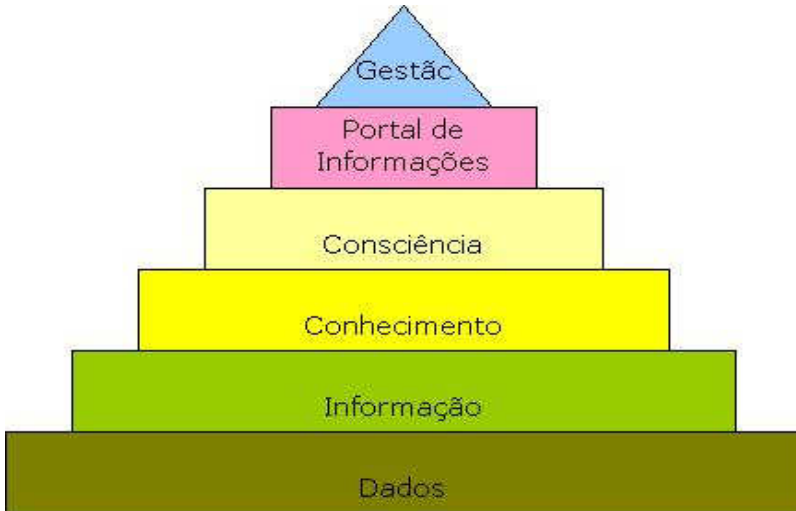 Gestãc
Portal de
Informações
Consciência
Conhecimento
Informação
Dados